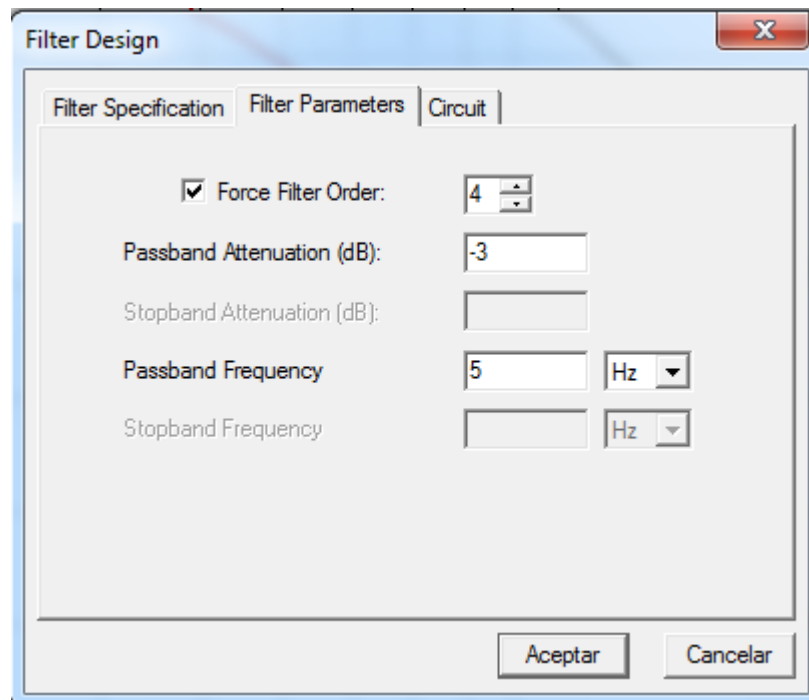 Filter Design
Filter Specification Filter Parameters Circuit
Force Filter Order: 4
Passband Attenuation (dB): -3
Stopband Attenuation (dB):
Passband Frequency 5 Hz
Stopband Frequency Hz
Aceptar Cancelar